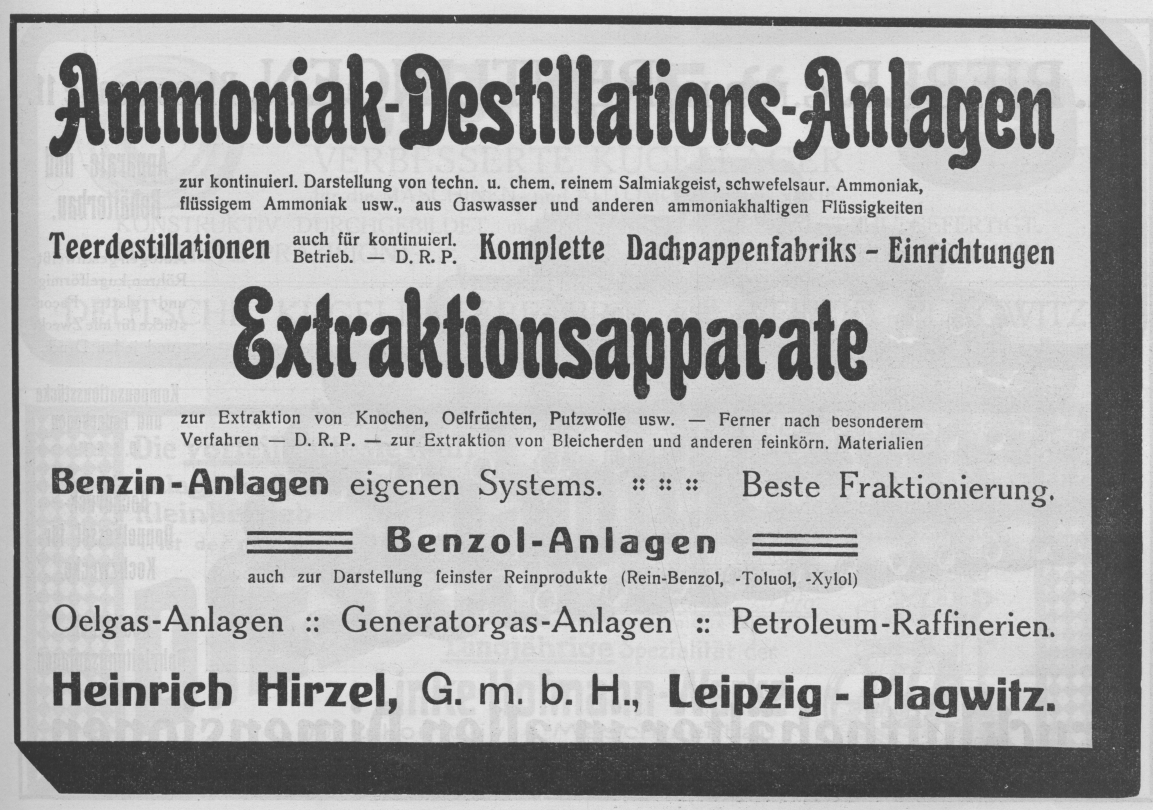 Ammoniak-Destillations-Anlagen
zur kontinuierl. Darstellung von techn. u. chem. reinem Salmiakgeist, schwefelsaur. Ammoniak,
flüssigem Ammoniak usw., aus Gaswasser und anderen ammoniakhaltigen Flüssigkeiten
Teerdestillationen auch für kontinuierl. Betrieb. — D. R. P. Komplette Dachpappenfabriks - Einrichtungen
Extraktionsapparate
zur Extraktion von Knochen, Oelfrüchten, Putzwolle usw. — Ferner nach besonderem
Verfahren — D. R. P. — zur Extraktion von Bleicherden und anderen feinkörn. Materialien
Benzin-Anlagen eigenen Systems. :: :: :: Beste Fraktionierung.
Benzol-Anlagen
auch zur Darstellung feinster Reinprodukte (Rein-Benzol, -Toluol, -Xylol)
Oelgas-Anlagen :: Generatorgas-Anlagen :: Petroleum-Raffinerien.
Heinrich Hirzel, G. m. b. H., Leipzig - Plagwitz.